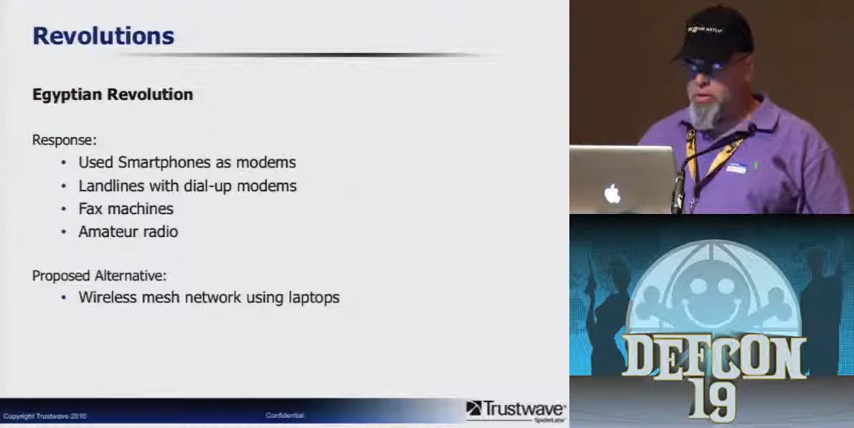 Revolutions
Egyptian Revolution
Response:
• Used Smartphones as modems
• Landlines with dial-up modems
• Fax machines
• Amateur radio
Proposed Alternative:
• Wireless mesh network using laptops
Copyright Trustwave 2010
Confidential
Trustwave®
SpiderLabs®
DEFCON
19